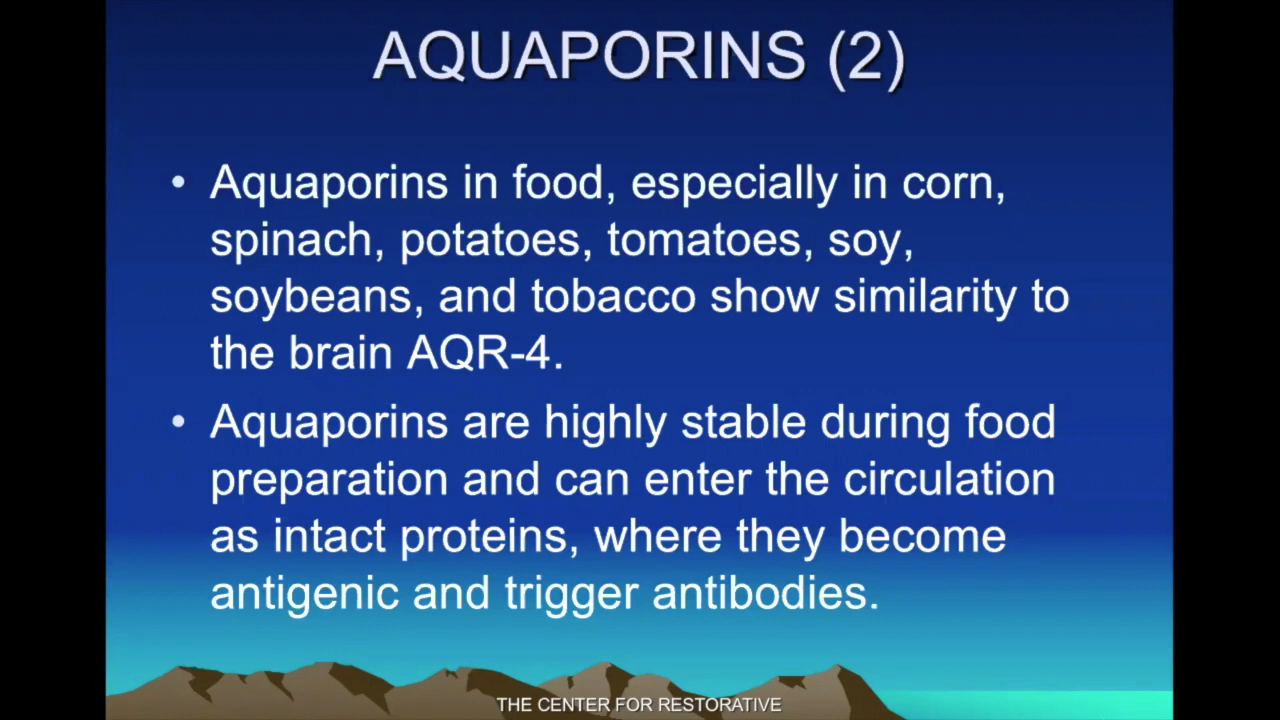 AQUAPORINS (2)
• Aquaporins in food, especially in corn,
spinach, potatoes, tomatoes, soy,
soybeans, and tobacco show similarity to
the brain AQR-4.
• Aquaporins are highly stable during food
preparation and can enter the circulation
as intact proteins, where they become
antigenic and trigger antibodies.
THE CENTER FOR RESTORATIVE